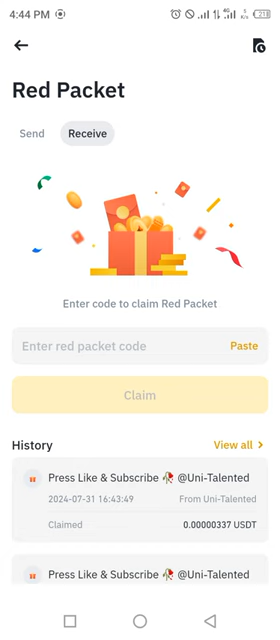 4:44 PM
Red Packet
Send Receive
Enter code to claim Red Packet
Enter red packet code Paste
Claim
History View all
Press Like & Subscribe 🥀 @Uni-Talented
2024-07-31 16:43:49 From Uni-Talented
Claimed 0.00000337 USDT
Press Like & Subscribe 🥀 @Uni-Talented